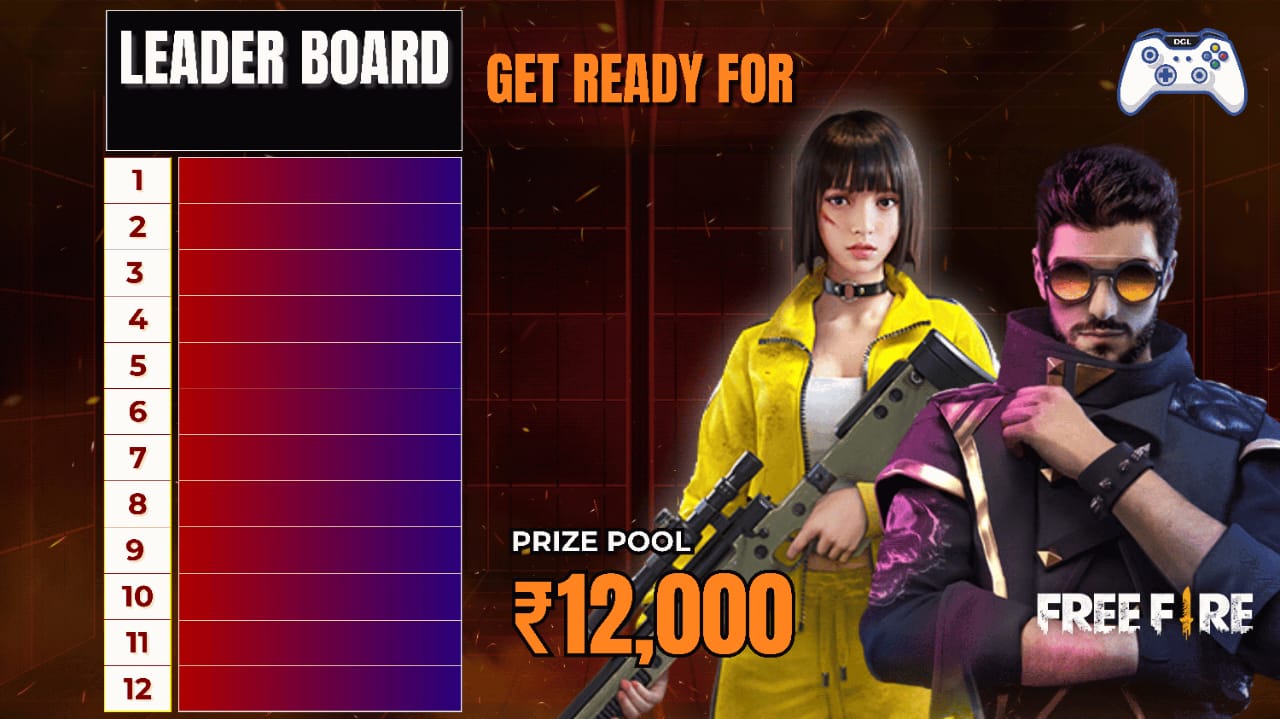 LEADER BOARD
GET READY FOR
DGL
1
2
3
4
5
6
7
8
9
10
11
12
PRIZE POOL
₹12,000
FREE FIRE